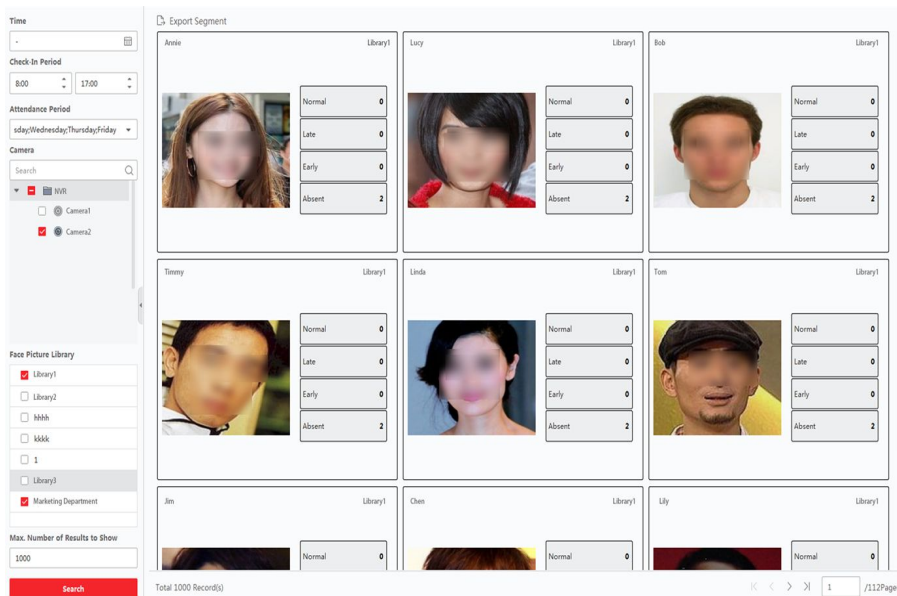 Time
-
Check-In Period
8:00 17:00
Attendance Period
sday;Wednesday;Thursday;Friday
Camera
Search
NVR
Camera1
Camera2
Face Picture Library
Library1
Library2
hhhh
kkkk
1
Library3
Marketing Department
Max. Number of Results to Show
1000
Search
Export Segment
Annie Library1
Normal 0
Late 0
Early 0
Absent 2
Lucy Library1
Normal 0
Late 0
Early 0
Absent 2
Bob Library1
Normal 0
Late 0
Early 0
Absent 2
Timmy Library1
Normal 0
Late 0
Early 0
Absent 2
Linda Library1
Normal 0
Late 0
Early 0
Absent 2
Tom Library1
Normal 0
Late 0
Early 0
Absent 2
Jim Library1
Normal 0
Chen Library1
Normal 0
Lily Library1
Normal 0
Total 1000 Record(s)
1 /112Page